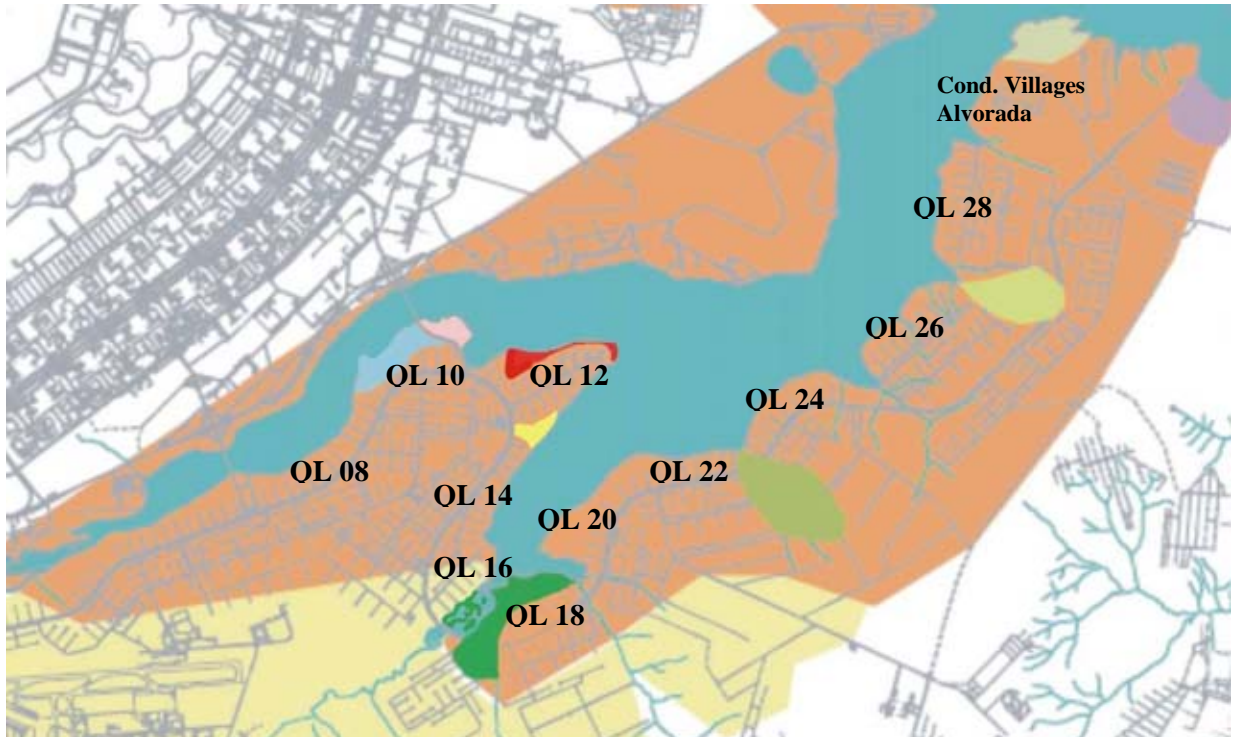 Cond. Villages
Alvorada
QL 28
QL 26
QL 10
QL 12
QL 24
QL 08
QL 22
QL 14
QL 20
QL 16
QL 18